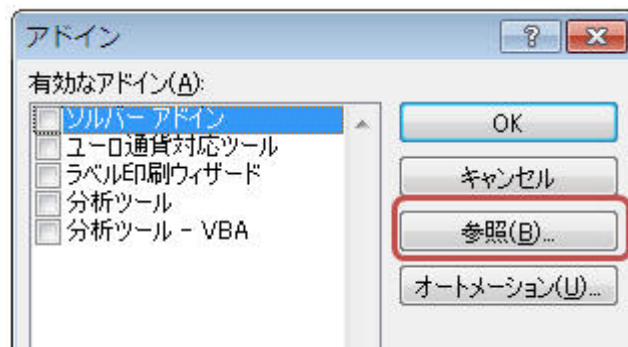 アドイン
有効なアドイン(A):
ソルバー アドイン
ユーロ通貨対応ツール
ラベル印刷ウィザード
分析ツール
分析ツール - VBA
OK
キャンセル
参照(B)...
オートメーション(U)...